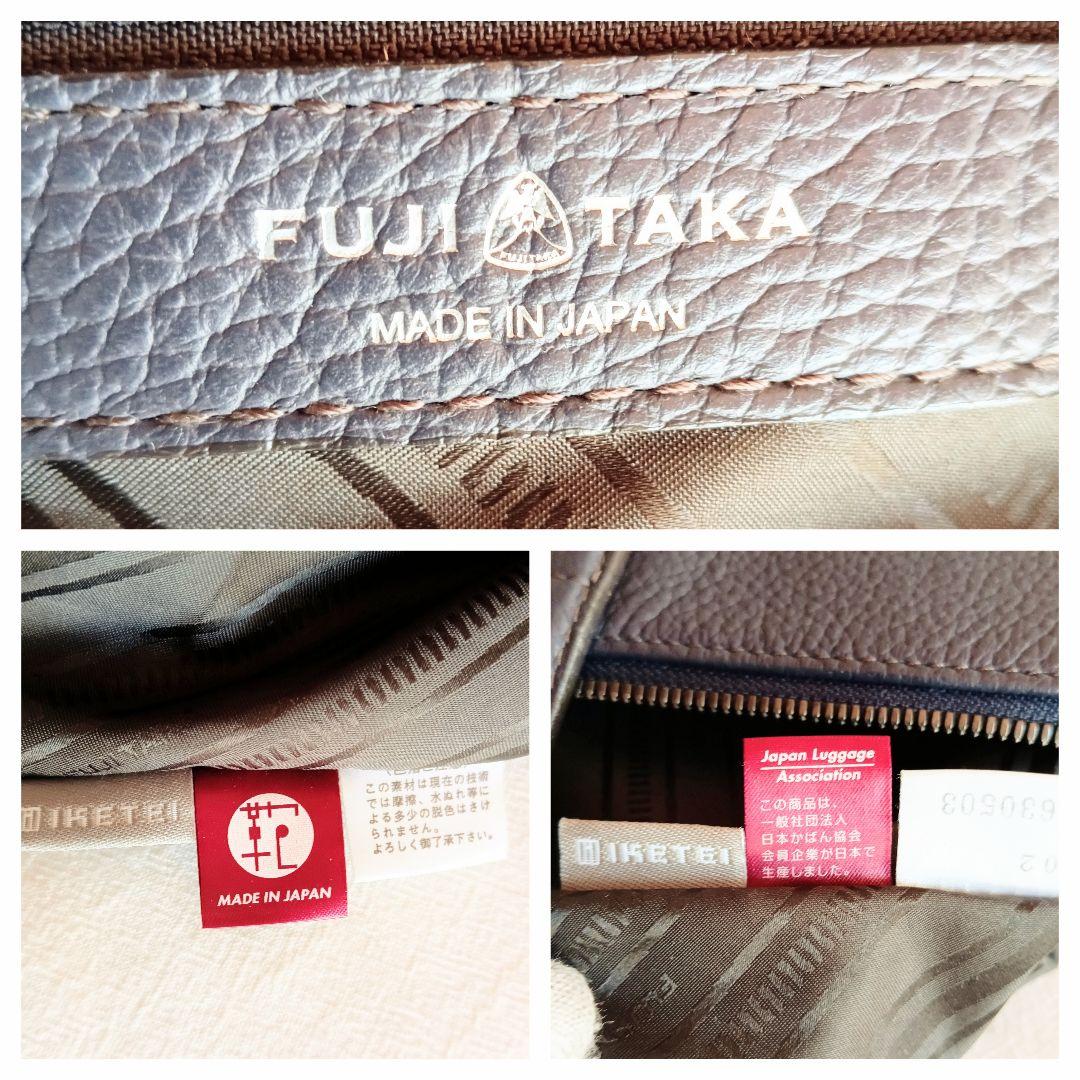 FUJI TAKA
FUJITAKA
MADE IN JAPAN
IKETEI
鞄
MADE IN JAPAN
この素材は現在の技術
では摩擦、水ぬれ等に
よる多少の脱色はさけ
られません。
よろしく御了承下さい。
Japan Luggage
Association
この商品は、
一般社団法人
日本かばん協会
会員企業が日本で
生産しました。
IKETEI
630503
02